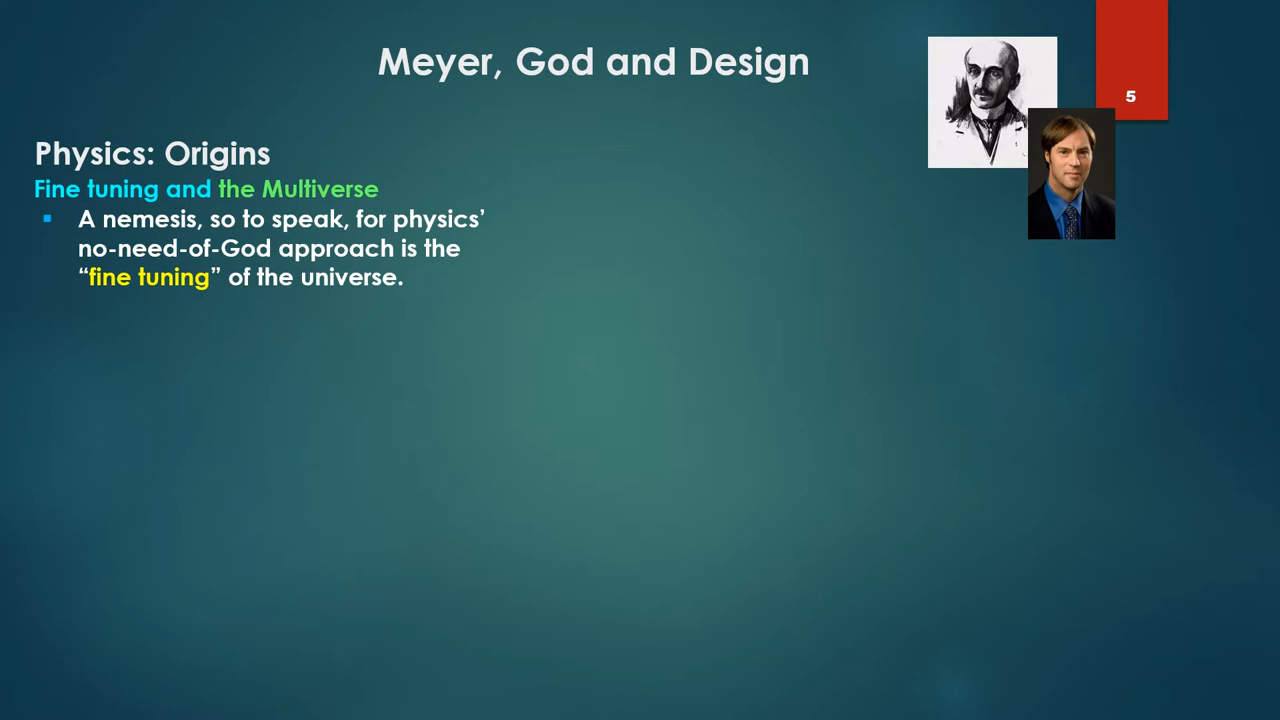 Meyer, God and Design
5
Physics: Origins
Fine tuning and the Multiverse
▪ A nemesis, so to speak, for physics’
no-need-of-God approach is the
“fine tuning” of the universe.